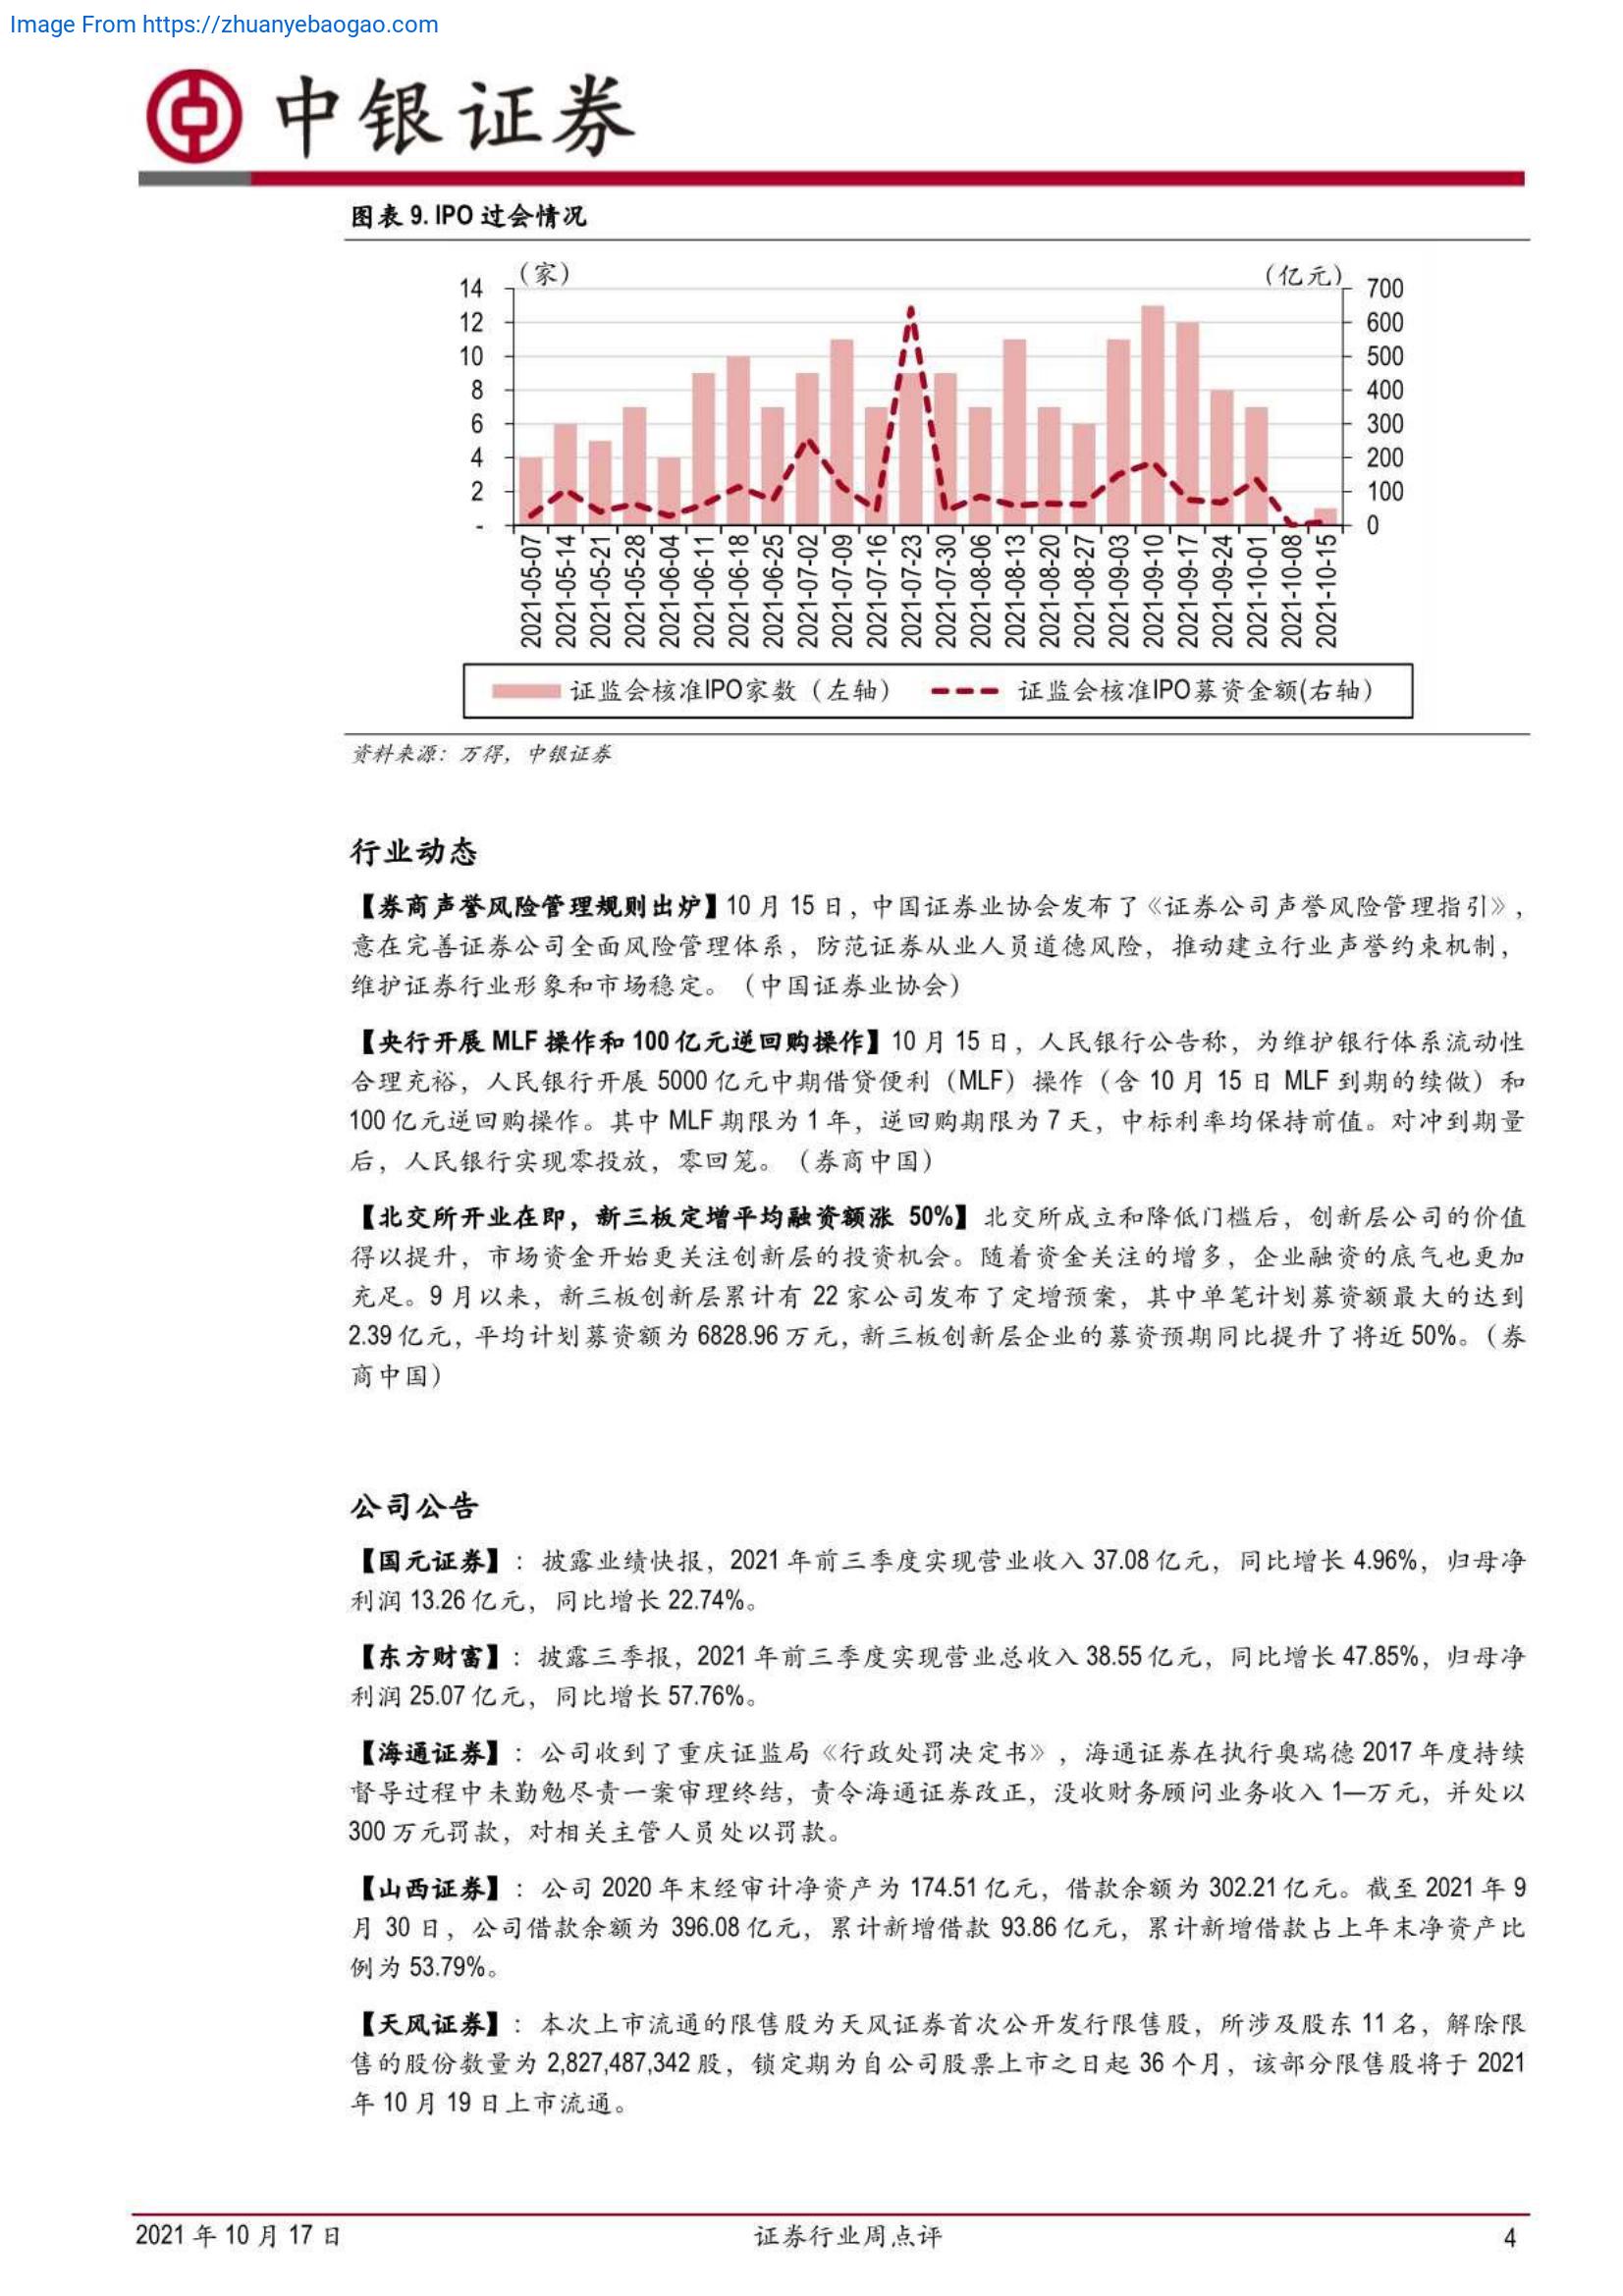 Image From https://zhuanyebaogao.com
中银证券
图表 9. IPO 过会情况
（家）
（亿元）
14
12
10
8
6
4
2
-
700
600
500
400
300
200
100
0
2021-05-07
2021-05-14
2021-05-21
2021-05-28
2021-06-04
2021-06-11
2021-06-18
2021-06-25
2021-07-02
2021-07-09
2021-07-16
2021-07-23
2021-07-30
2021-08-06
2021-08-13
2021-08-20
2021-08-27
2021-09-03
2021-09-10
2021-09-17
2021-09-24
2021-10-01
2021-10-08
2021-10-15
证监会核准IPO家数（左轴）
证监会核准IPO募资金额(右轴）
资料来源：万得，中银证券
行业动态
【券商声誉风险管理规则出炉】10 月 15 日，中国证券业协会发布了《证券公司声誉风险管理指引》，
意在完善证券公司全面风险管理体系，防范证券从业人员道德风险，推动建立行业声誉约束机制，
维护证券行业形象和市场稳定。（中国证券业协会）
【央行开展 MLF 操作和 100 亿元逆回购操作】10 月 15 日，人民银行公告称，为维护银行体系流动性
合理充裕，人民银行开展 5000 亿元中期借贷便利（MLF）操作（含 10 月 15 日 MLF 到期的续做）和
100 亿元逆回购操作。其中 MLF 期限为 1 年，逆回购期限为 7 天，中标利率均保持前值。对冲到期量
后，人民银行实现零投放，零回笼。（券商中国）
【北交所开业在即，新三板定增平均融资额涨 50%】北交所成立和降低门槛后，创新层公司的价值
得以提升，市场资金开始更关注创新层的投资机会。随着资金关注的增多，企业融资的底气也更加
充足。9 月以来，新三板创新层累计有 22 家公司发布了定增预案，其中单笔计划募资额最大的达到
2.39 亿元，平均计划募资额为 6828.96 万元，新三板创新层企业的募资预期同比提升了将近 50%。（券
商中国）
公司公告
【国元证券】：披露业绩快报，2021 年前三季度实现营业收入 37.08 亿元，同比增长 4.96%，归母净
利润 13.26 亿元，同比增长 22.74%。
【东方财富】：披露三季报，2021 年前三季度实现营业总收入 38.55 亿元，同比增长 47.85%，归母净
利润 25.07 亿元，同比增长 57.76%。
【海通证券】：公司收到了重庆证监局《行政处罚决定书》，海通证券在执行奥瑞德 2017 年度持续
督导过程中未勤勉尽责一案审理终结，责令海通证券改正，没收财务顾问业务收入 1—万元，并处以
300 万元罚款，对相关主管人员处以罚款。
【山西证券】：公司 2020 年末经审计净资产为 174.51 亿元，借款余额为 302.21 亿元。截至 2021 年 9
月 30 日，公司借款余额为 396.08 亿元，累计新增借款 93.86 亿元，累计新增借款占上年末净资产比
例为 53.79%。
【天风证券】：本次上市流通的限售股为天风证券首次公开发行限售股，所涉及股东 11 名，解除限
售的股份数量为 2,827,487,342 股，锁定期为自公司股票上市之日起 36 个月，该部分限售股将于 2021
年 10 月 19 日上市流通。
2021 年 10 月 17 日
证券行业周点评
4